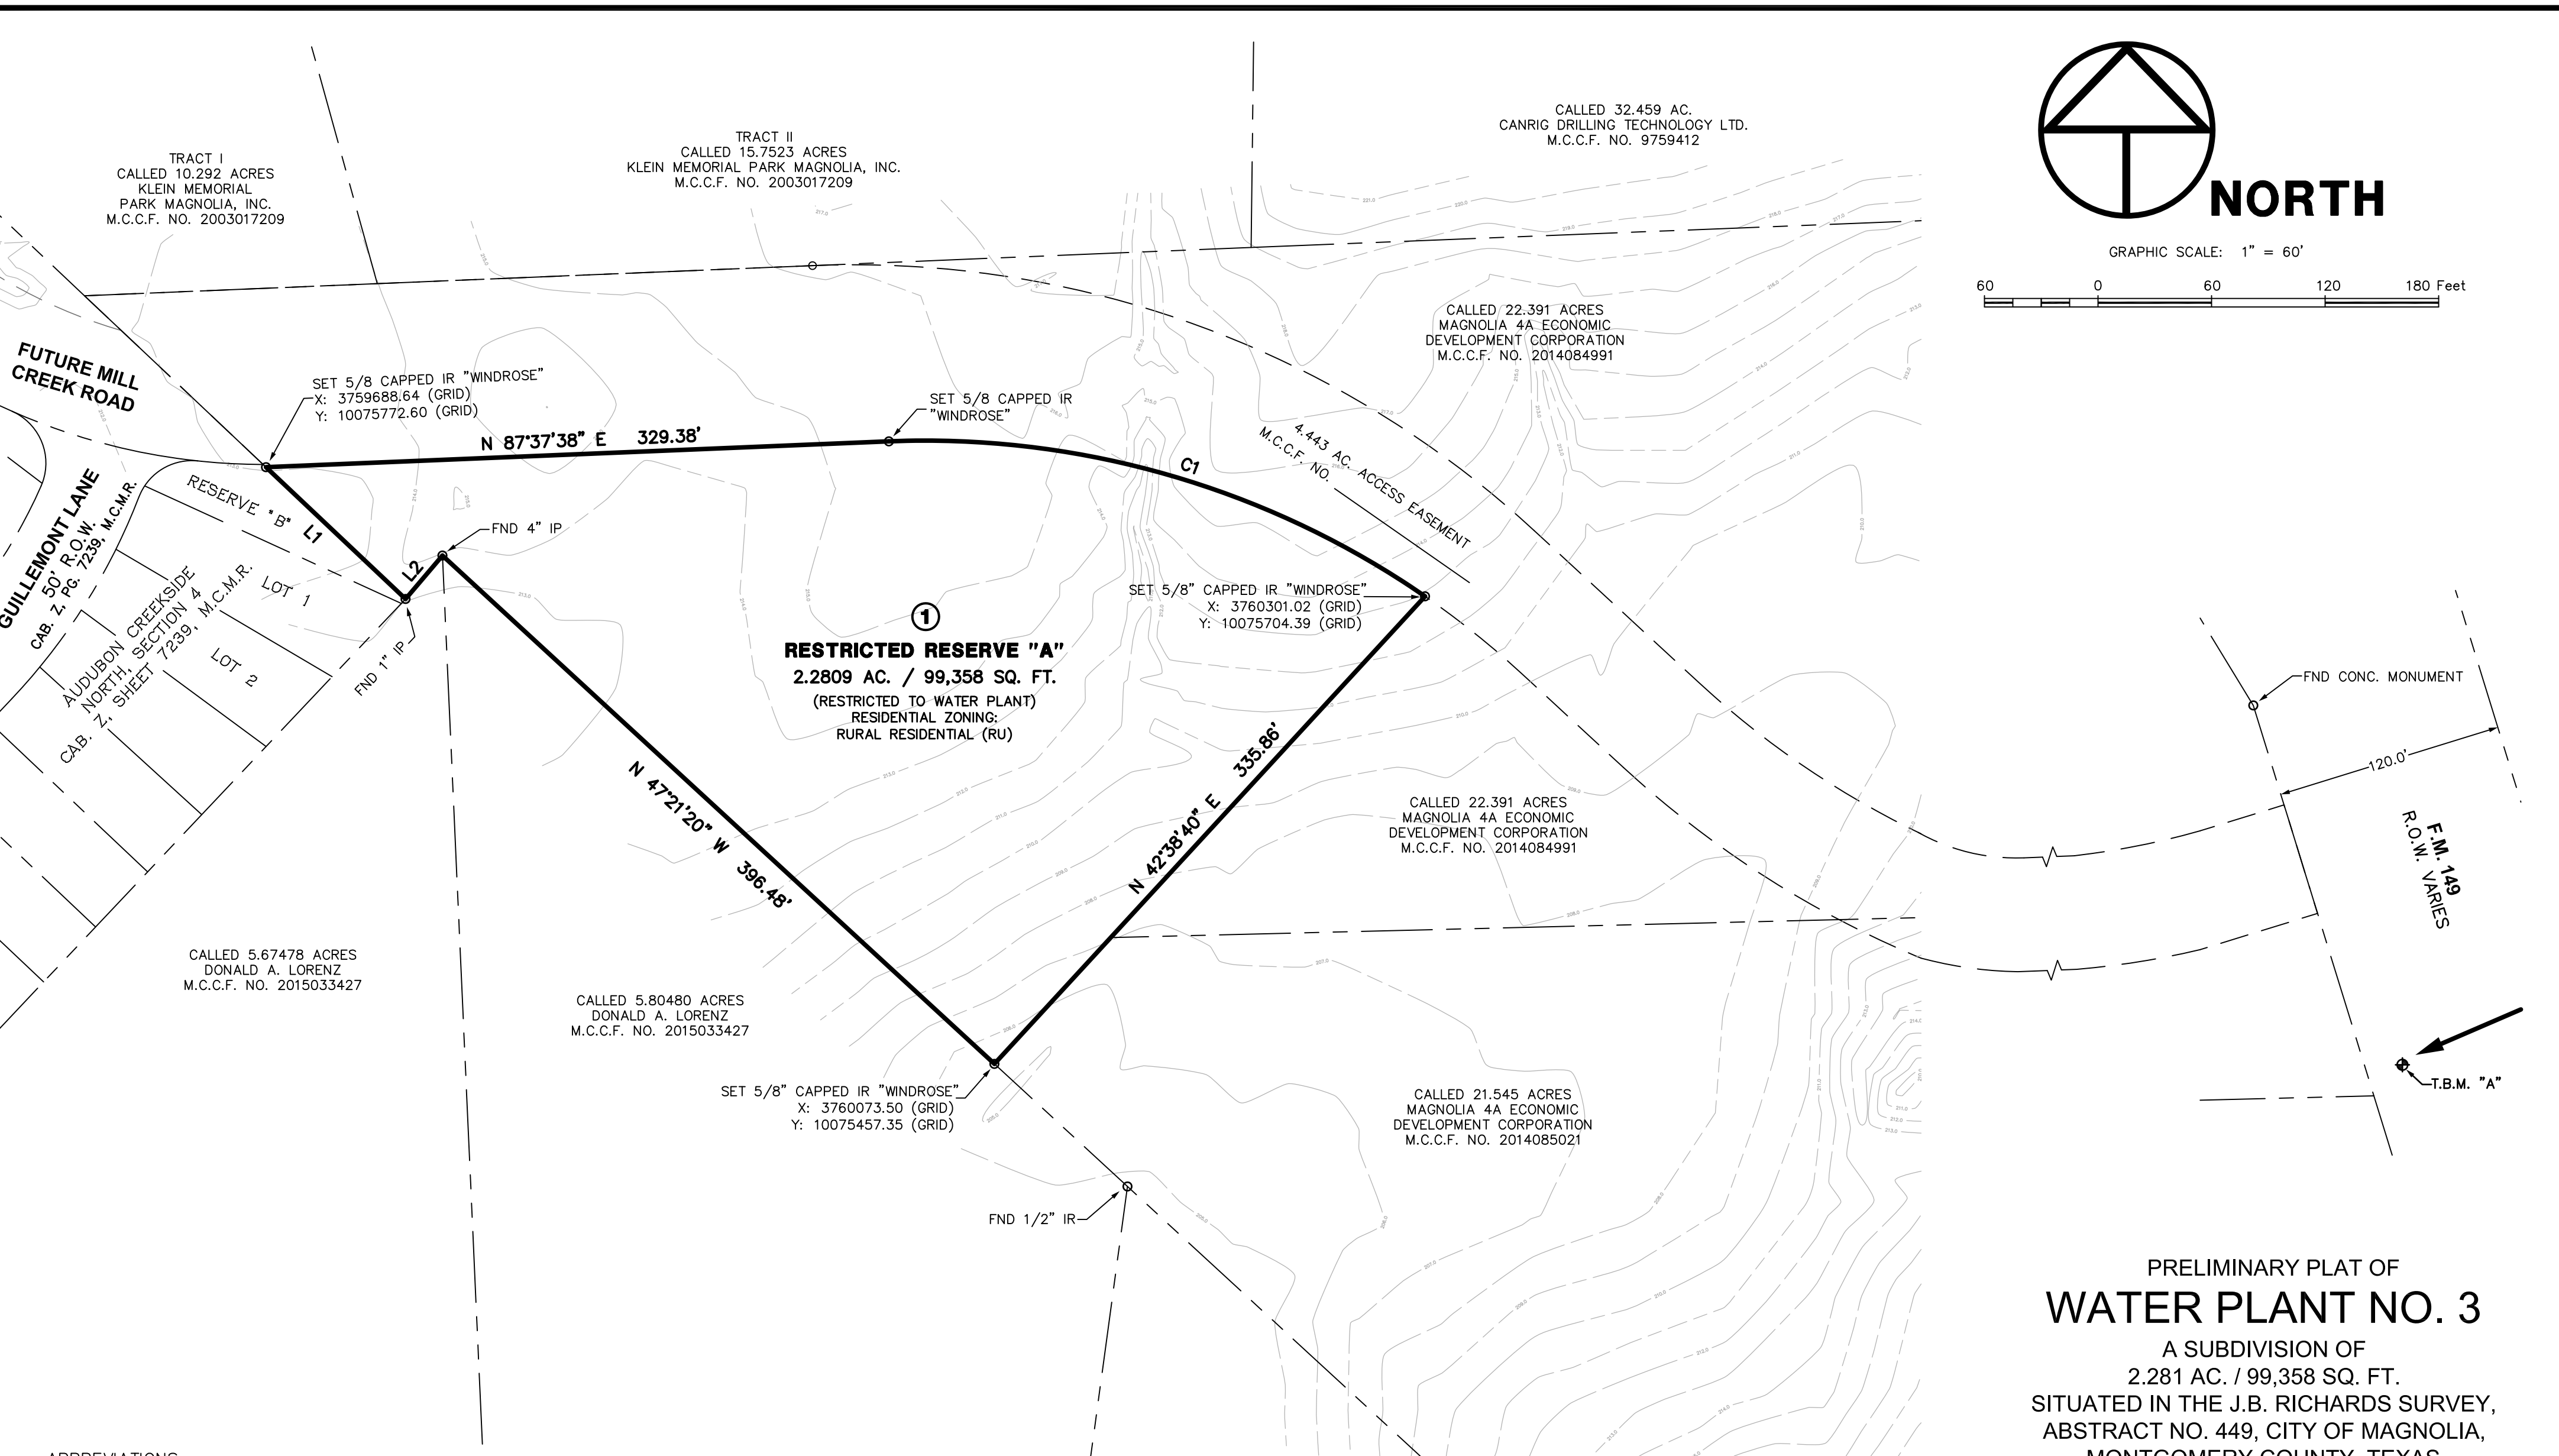 NORTH
GRAPHIC SCALE: 1" = 60'
60 0 60 120 180 Feet
TRACT I
CALLED 10.292 ACRES
KLEIN MEMORIAL
PARK MAGNOLIA, INC.
M.C.C.F. NO. 2003017209
TRACT II
CALLED 15.7523 ACRES
KLEIN MEMORIAL PARK MAGNOLIA, INC.
M.C.C.F. NO. 2003017209
CALLED 32.459 AC.
CANRIG DRILLING TECHNOLOGY LTD.
M.C.C.F. NO. 9759412
CALLED 22.391 ACRES
MAGNOLIA 4A ECONOMIC
DEVELOPMENT CORPORATION
M.C.C.F. NO. 2014084991
FUTURE MILL
CREEK ROAD
SET 5/8 CAPPED IR "WINDROSE"
X: 3759688.64 (GRID)
Y: 10075772.60 (GRID)
SET 5/8 CAPPED IR
"WINDROSE"
N 87°37'38" E 329.38'
C1
4.443 AC. ACCESS EASEMENT
M.C.C.F. NO.
GUILLEMONT LANE
50' R.O.W.
CAB. Z, PG. 7239, M.C.M.R.
RESERVE "B"
L1
L2
FND 4" IP
FND 1" IP
LOT 1
LOT 2
AUDUBON CREEKSIDE
NORTH, SECTION 4
CAB. Z, SHEET 7239, M.C.M.R.
SET 5/8" CAPPED IR "WINDROSE"
X: 3760301.02 (GRID)
Y: 10075704.39 (GRID)
1
RESTRICTED RESERVE "A"
2.2809 AC. / 99,358 SQ. FT.
(RESTRICTED TO WATER PLANT)
RESIDENTIAL ZONING:
RURAL RESIDENTIAL (RU)
N 47°21'20" W 396.48'
N 42°38'40" E 335.86'
CALLED 22.391 ACRES
MAGNOLIA 4A ECONOMIC
DEVELOPMENT CORPORATION
M.C.C.F. NO. 2014084991
FND CONC. MONUMENT
120.0'
F.M. 149
R.O.W. VARIES
T.B.M. "A"
CALLED 5.67478 ACRES
DONALD A. LORENZ
M.C.C.F. NO. 2015033427
CALLED 5.80480 ACRES
DONALD A. LORENZ
M.C.C.F. NO. 2015033427
SET 5/8" CAPPED IR "WINDROSE"
X: 3760073.50 (GRID)
Y: 10075457.35 (GRID)
CALLED 21.545 ACRES
MAGNOLIA 4A ECONOMIC
DEVELOPMENT CORPORATION
M.C.C.F. NO. 2014085021
FND 1/2" IR
PRELIMINARY PLAT OF
WATER PLANT NO. 3
A SUBDIVISION OF
2.281 AC. / 99,358 SQ. FT.
SITUATED IN THE J.B. RICHARDS SURVEY,
ABSTRACT NO. 449, CITY OF MAGNOLIA,
MONTGOMERY COUNTY, TEXAS
ABBREVIATIONS